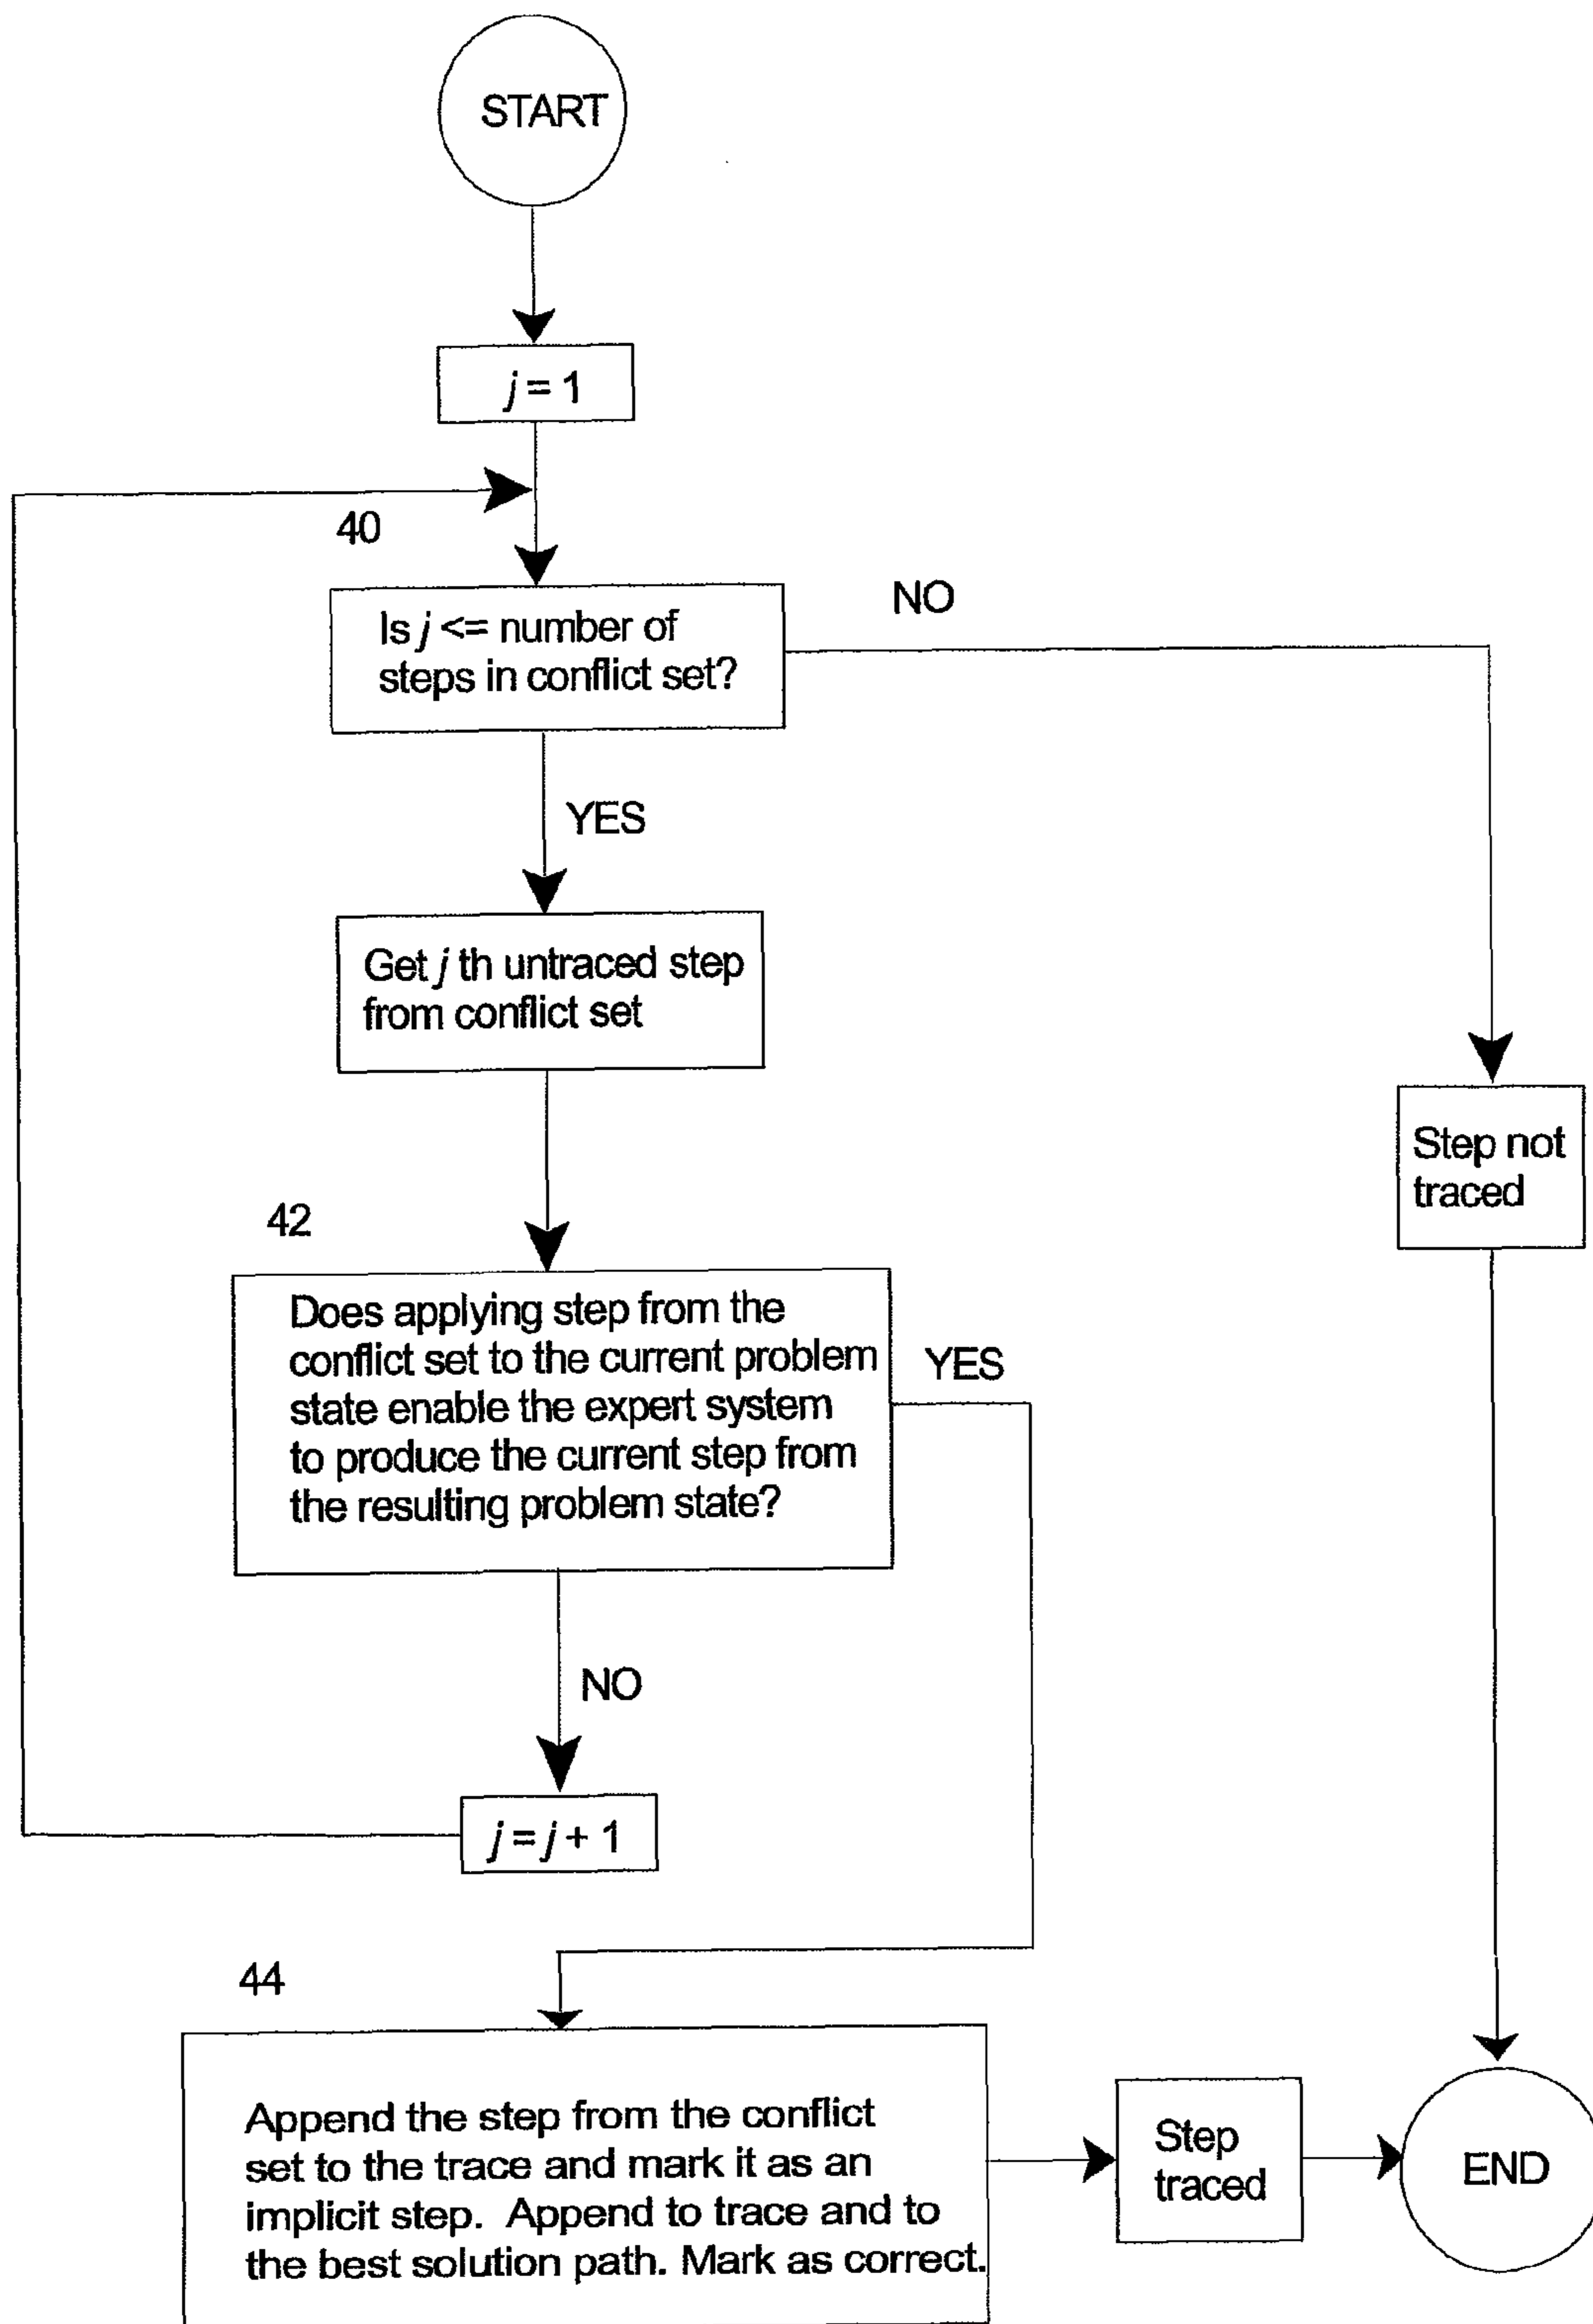 START
j = 1
40
Is j <= number of
steps in conflict set?
NO
YES
Get j th untraced step
from conflict set
Step not
traced
42
Does applying step from the
conflict set to the current problem
state enable the expert system
to produce the current step from
the resulting problem state?
YES
NO
j = j + 1
44
Append the step from the conflict
set to the trace and mark it as an
implicit step. Append to trace and to
the best solution path. Mark as correct.
Step
traced
END